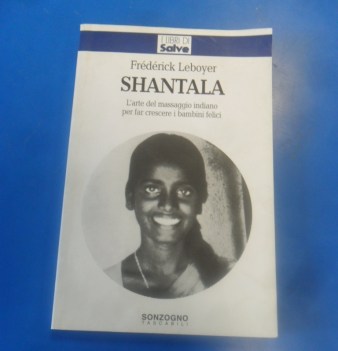 I LIBRI DI
Salve
Frédérick Leboyer
SHANTALA
L'arte del massaggio indiano
per far crescere i bambini felici
SONZOGNO
TASCABILI